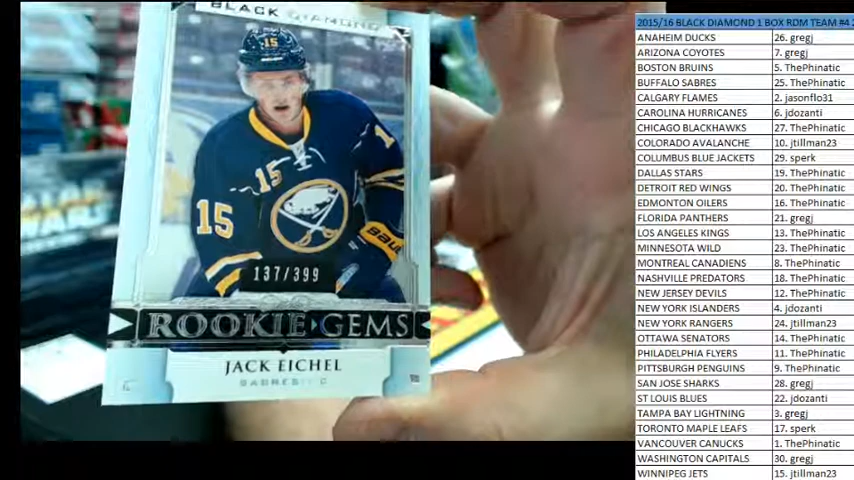 BLACK DIAMOND
15
15
15
1
Bau
137/399
ROOKIE GEMS
JACK EICHEL
SABRES C
2015/16 BLACK DIAMOND 1 BOX RDM TEAM #4 2
ANAHEIM DUCKS 26. gregj
ARIZONA COYOTES 7. gregj
BOSTON BRUINS 5. ThePhinatic
BUFFALO SABRES 25. ThePhinatic
CALGARY FLAMES 2. jasonflo31
CAROLINA HURRICANES 6. jdozanti
CHICAGO BLACKHAWKS 27. ThePhinatic
COLORADO AVALANCHE 10. jtillman23
COLUMBUS BLUE JACKETS 29. sperk
DALLAS STARS 19. ThePhinatic
DETROIT RED WINGS 20. ThePhinatic
EDMONTON OILERS 16. ThePhinatic
FLORIDA PANTHERS 21. gregj
LOS ANGELES KINGS 13. ThePhinatic
MINNESOTA WILD 23. ThePhinatic
MONTREAL CANADIENS 8. ThePhinatic
NASHVILLE PREDATORS 18. ThePhinatic
NEW JERSEY DEVILS 12. ThePhinatic
NEW YORK ISLANDERS 4. jdozanti
NEW YORK RANGERS 24. jtillman23
OTTAWA SENATORS 14. ThePhinatic
PHILADELPHIA FLYERS 11. ThePhinatic
PITTSBURGH PENGUINS 9. ThePhinatic
SAN JOSE SHARKS 28. gregj
ST LOUIS BLUES 22. jdozanti
TAMPA BAY LIGHTNING 3. gregj
TORONTO MAPLE LEAFS 17. sperk
VANCOUVER CANUCKS 1. ThePhinatic
WASHINGTON CAPITALS 30. gregj
WINNIPEG JETS 15. jtillman23